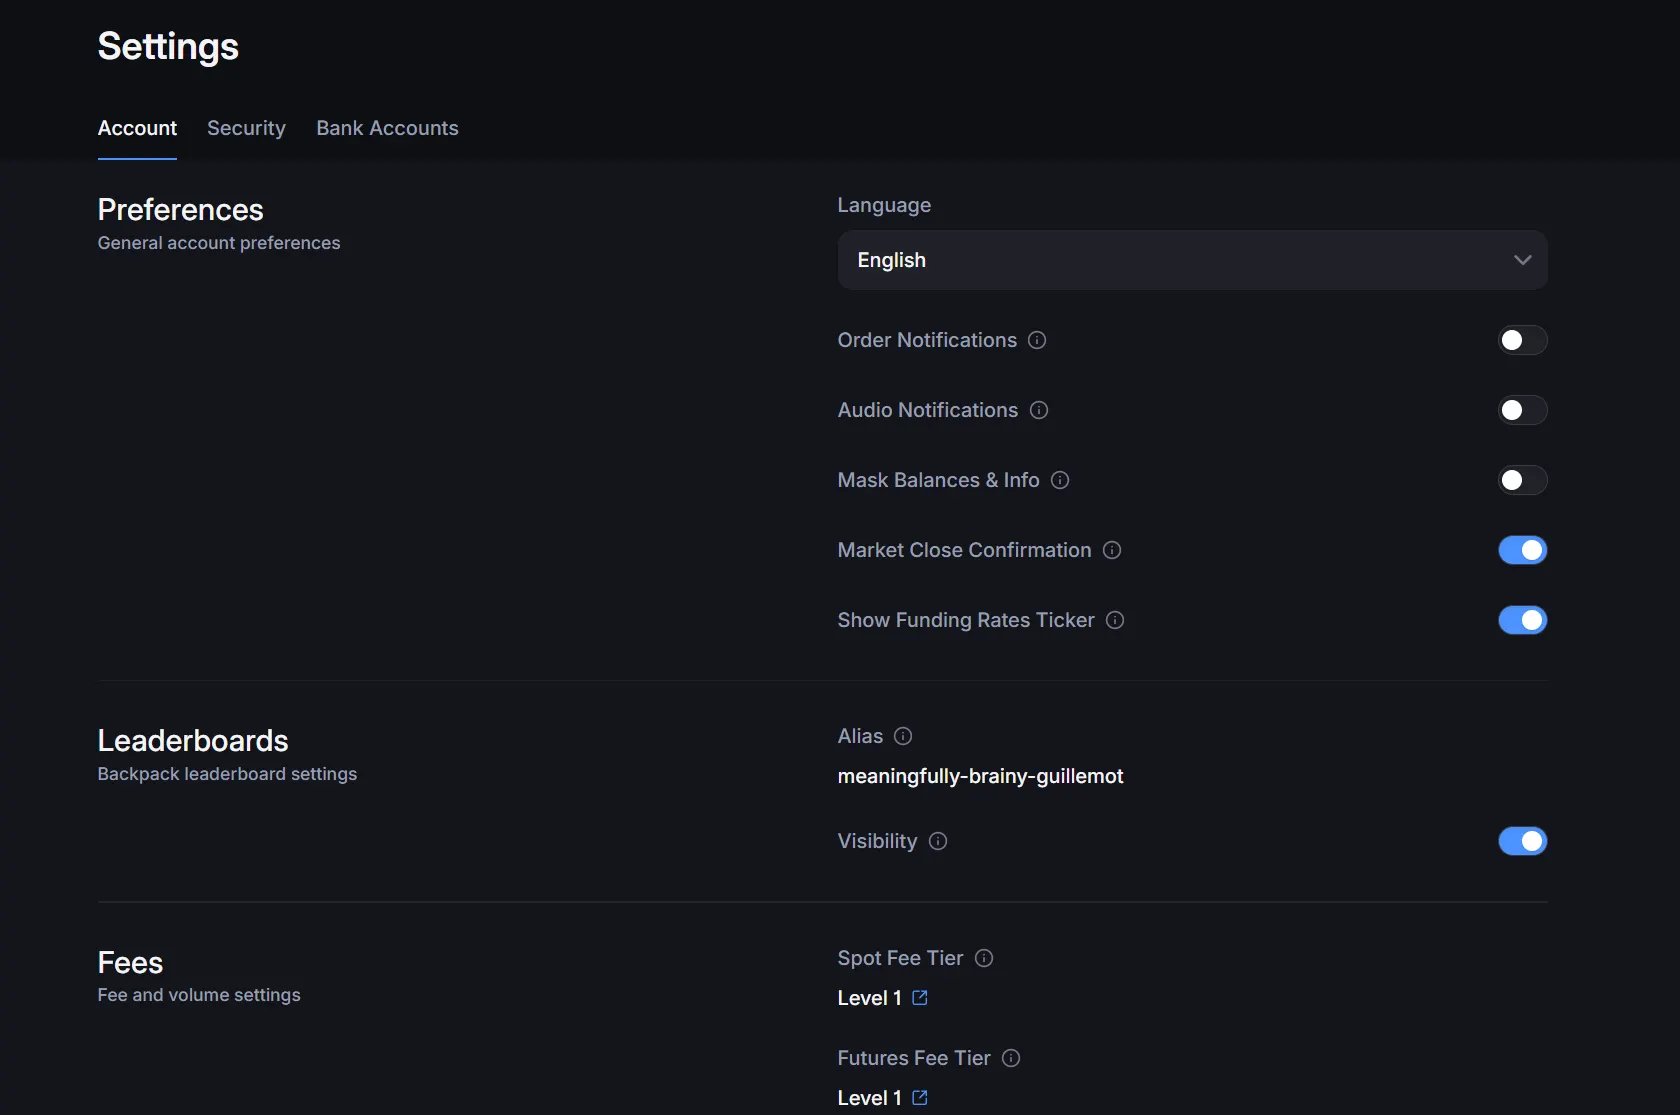 Settings
Account
Security
Bank Accounts
Preferences
General account preferences
Language
English
Order Notifications
Audio Notifications
Mask Balances & Info
Market Close Confirmation
Show Funding Rates Ticker
Leaderboards
Backpack leaderboard settings
Alias
meaningfully-brainy-guillemot
Visibility
Fees
Fee and volume settings
Spot Fee Tier
Level 1
Futures Fee Tier
Level 1